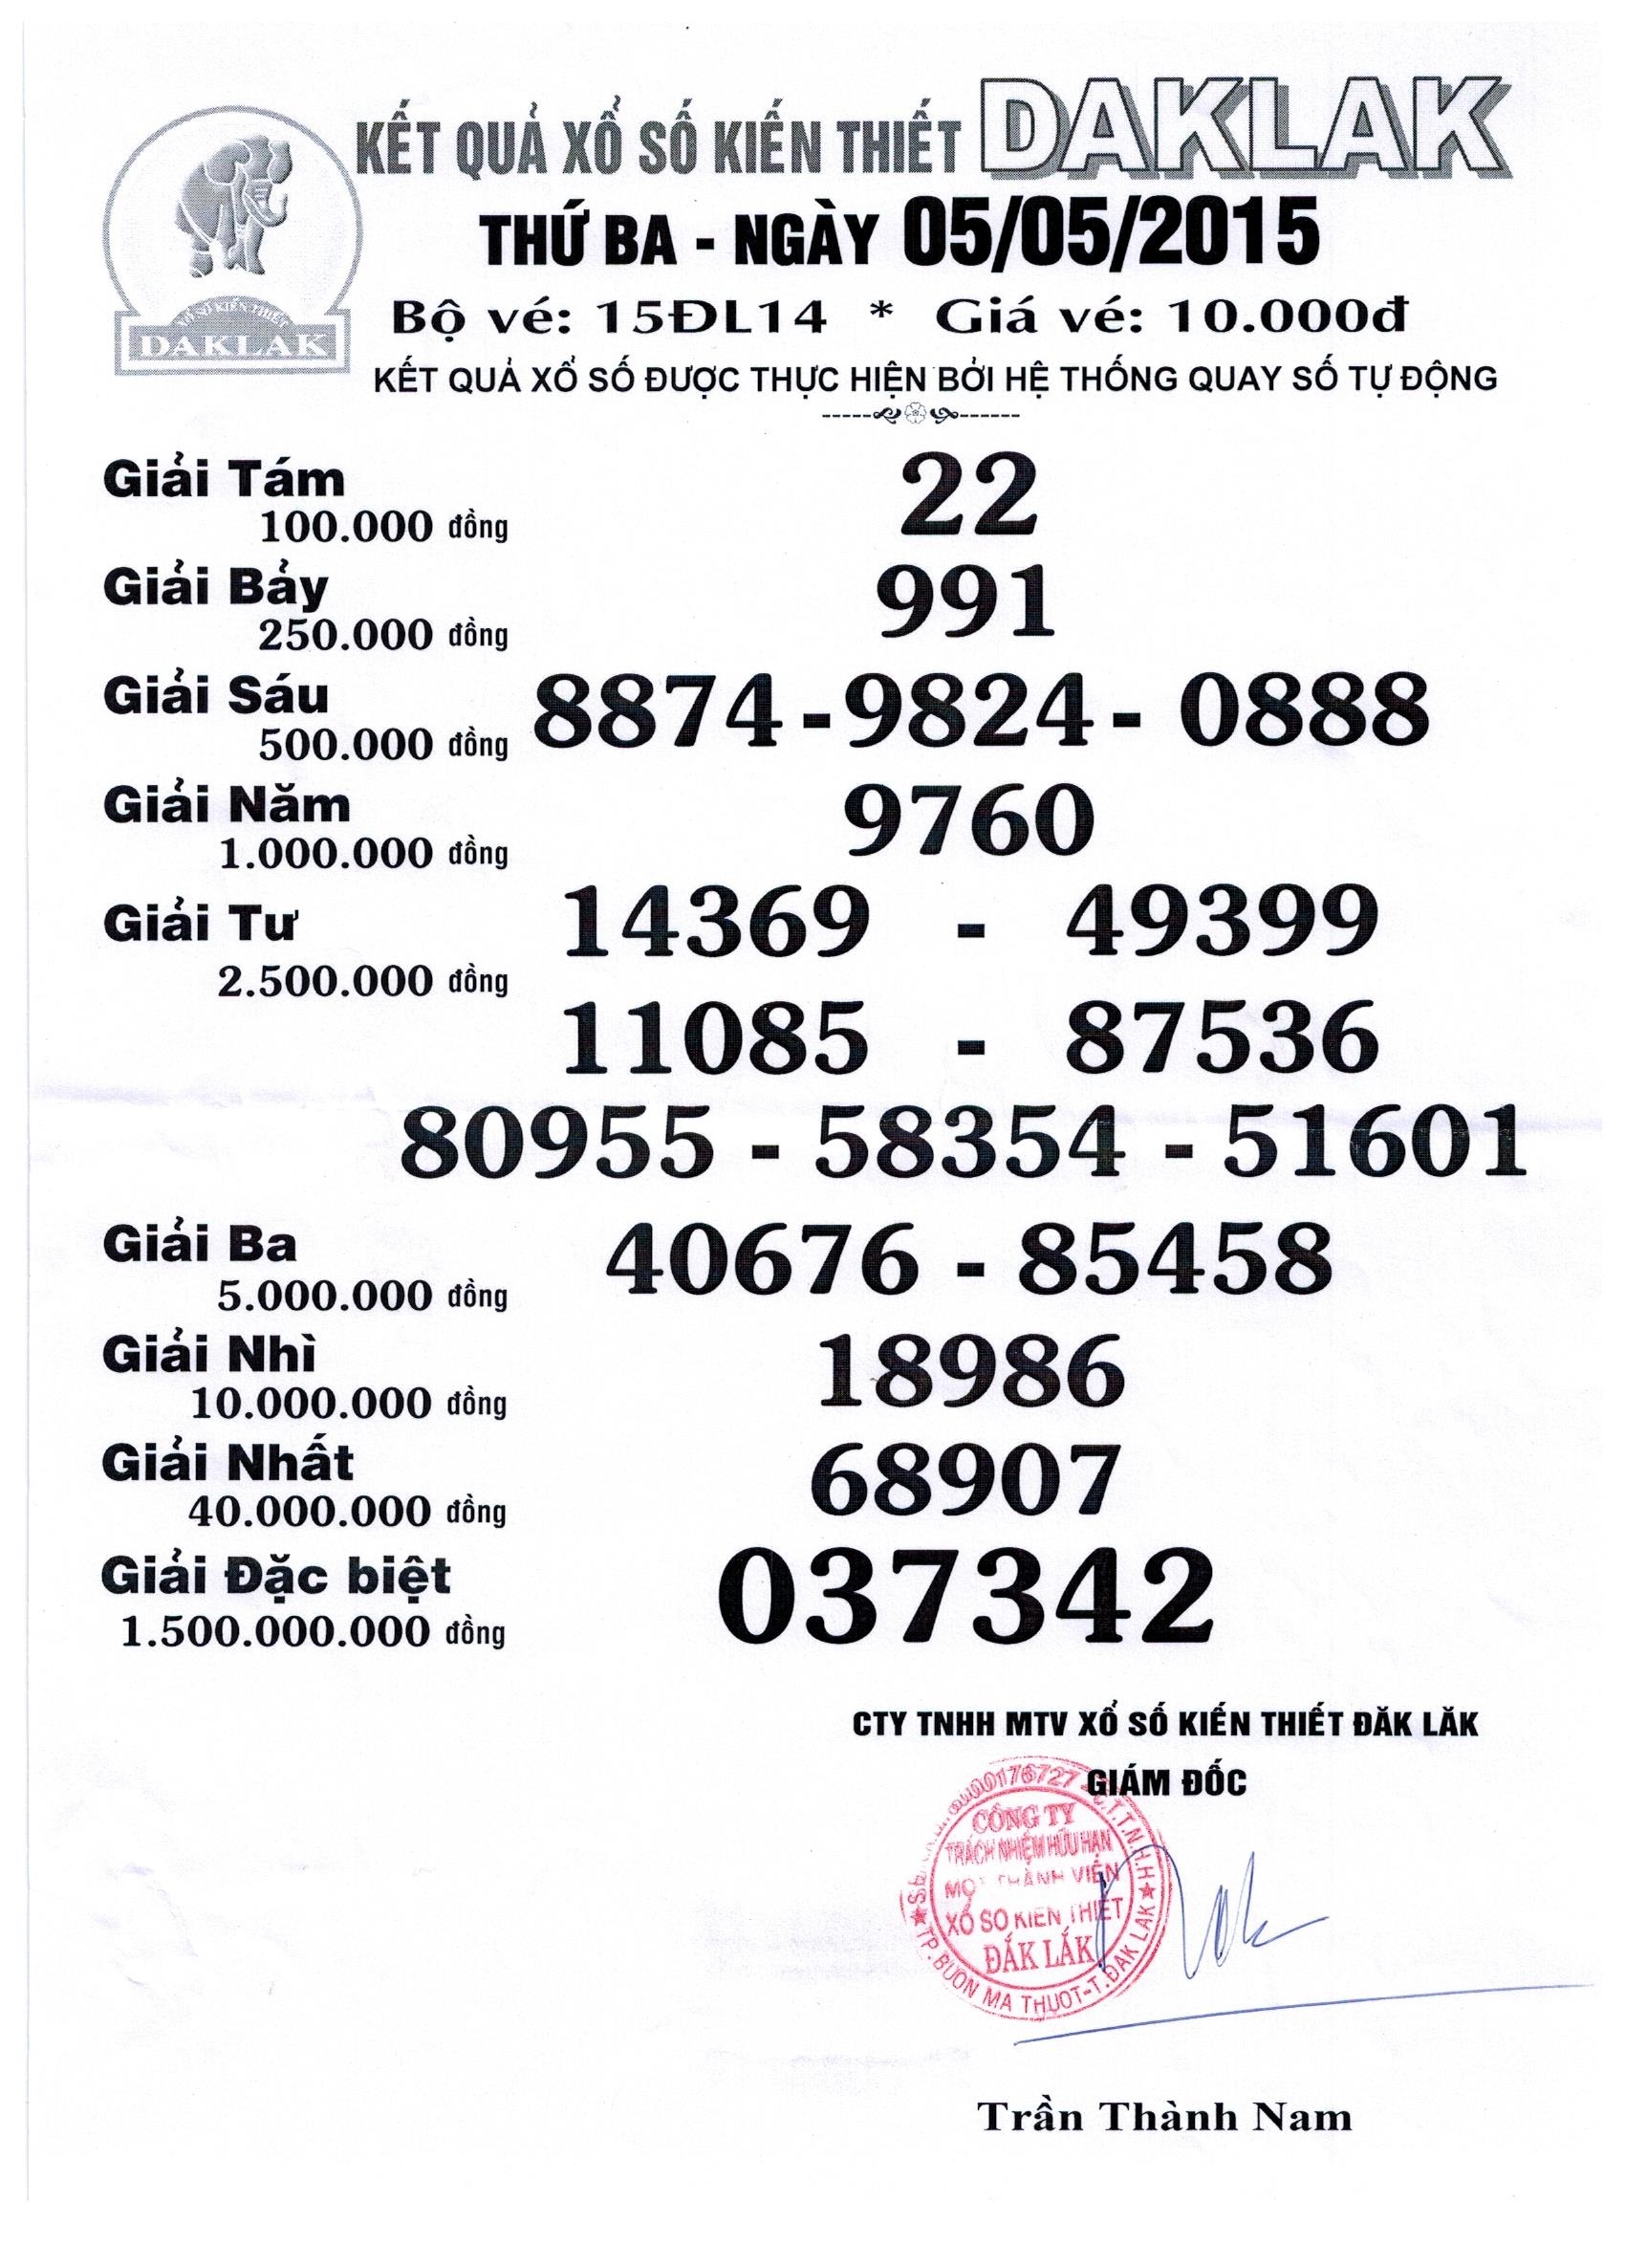 KẾT QUẢ XỔ SỐ KIẾN THIẾT DAKLAK
THỨ BA - NGÀY 05/05/2015
XỔ SỐ KIẾN THIẾT
DAKLAK
Bộ vé: 15ĐL14 * Giá vé: 10.000đ
KẾT QUẢ XỔ SỐ ĐƯỢC THỰC HIỆN BỞI HỆ THỐNG QUAY SỐ TỰ ĐỘNG
Giải Tám 22
100.000 đồng
Giải Bảy 991
250.000 đồng
Giải Sáu 8874 - 9824 - 0888
500.000 đồng
Giải Năm 9760
1.000.000 đồng
Giải Tư 14369 - 49399
2.500.000 đồng
11085 - 87536
80955 - 58354 - 51601
Giải Ba 40676 - 85458
5.000.000 đồng
Giải Nhì 18986
10.000.000 đồng
Giải Nhất 68907
40.000.000 đồng
Giải Đặc biệt 037342
1.500.000.000 đồng
CTY TNHH MTV XỔ SỐ KIẾN THIẾT ĐĂK LĂK
GIÁM ĐỐC
00176727 C.T.T.N.H.H
CÔNG TY
TRÁCH NHIỆM HỮU HẠN
MỘT THÀNH VIÊN
XỔ SỐ KIẾN THIẾT
ĐẮK LẮK
TP.BUÔN MA THUỘT-T.ĐAK LAK
Trần Thành Nam